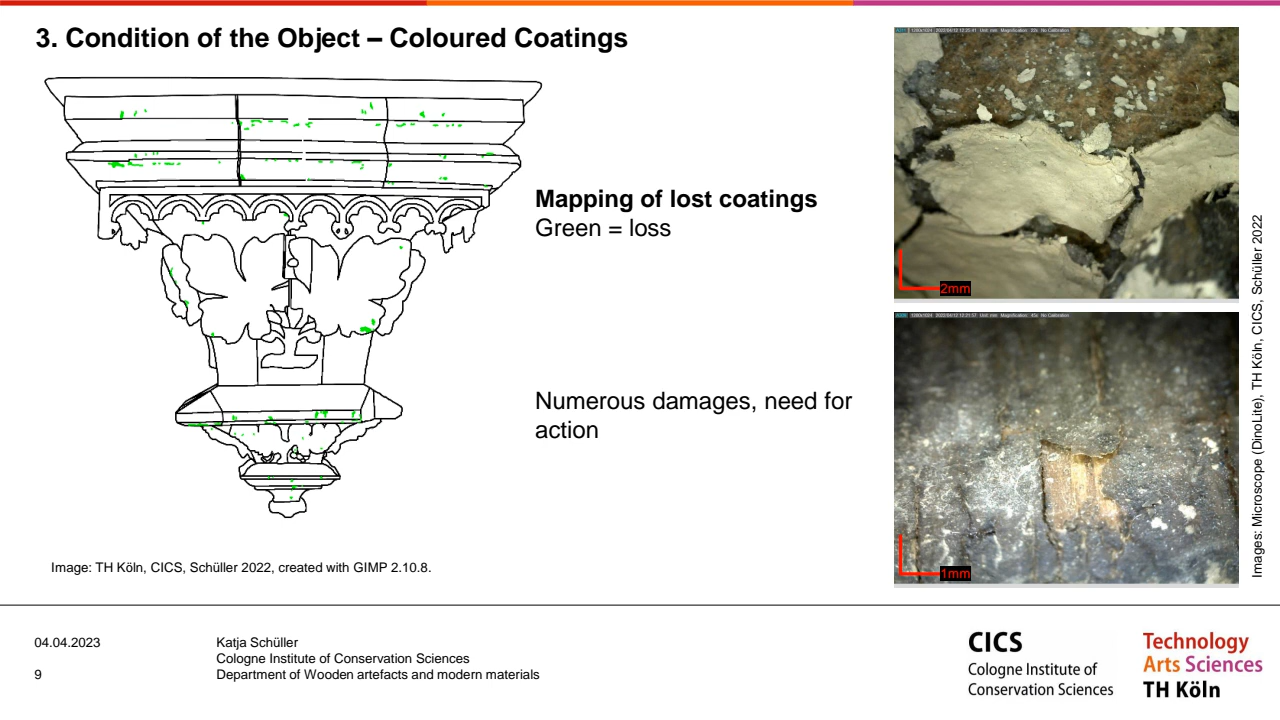 3. Condition of the Object – Coloured Coatings
Mapping of lost coatings
Green = loss
Numerous damages, need for
action
Image: TH Köln, CICS, Schüller 2022, created with GIMP 2.10.8.
2mm
1mm
Images: Microscope (DinoLite), TH Köln, CICS, Schüller 2022
04.04.2023
9
Katja Schüller
Cologne Institute of Conservation Sciences
Department of Wooden artefacts and modern materials
CICS
Cologne Institute of
Conservation Sciences
Technology
Arts Sciences
TH Köln